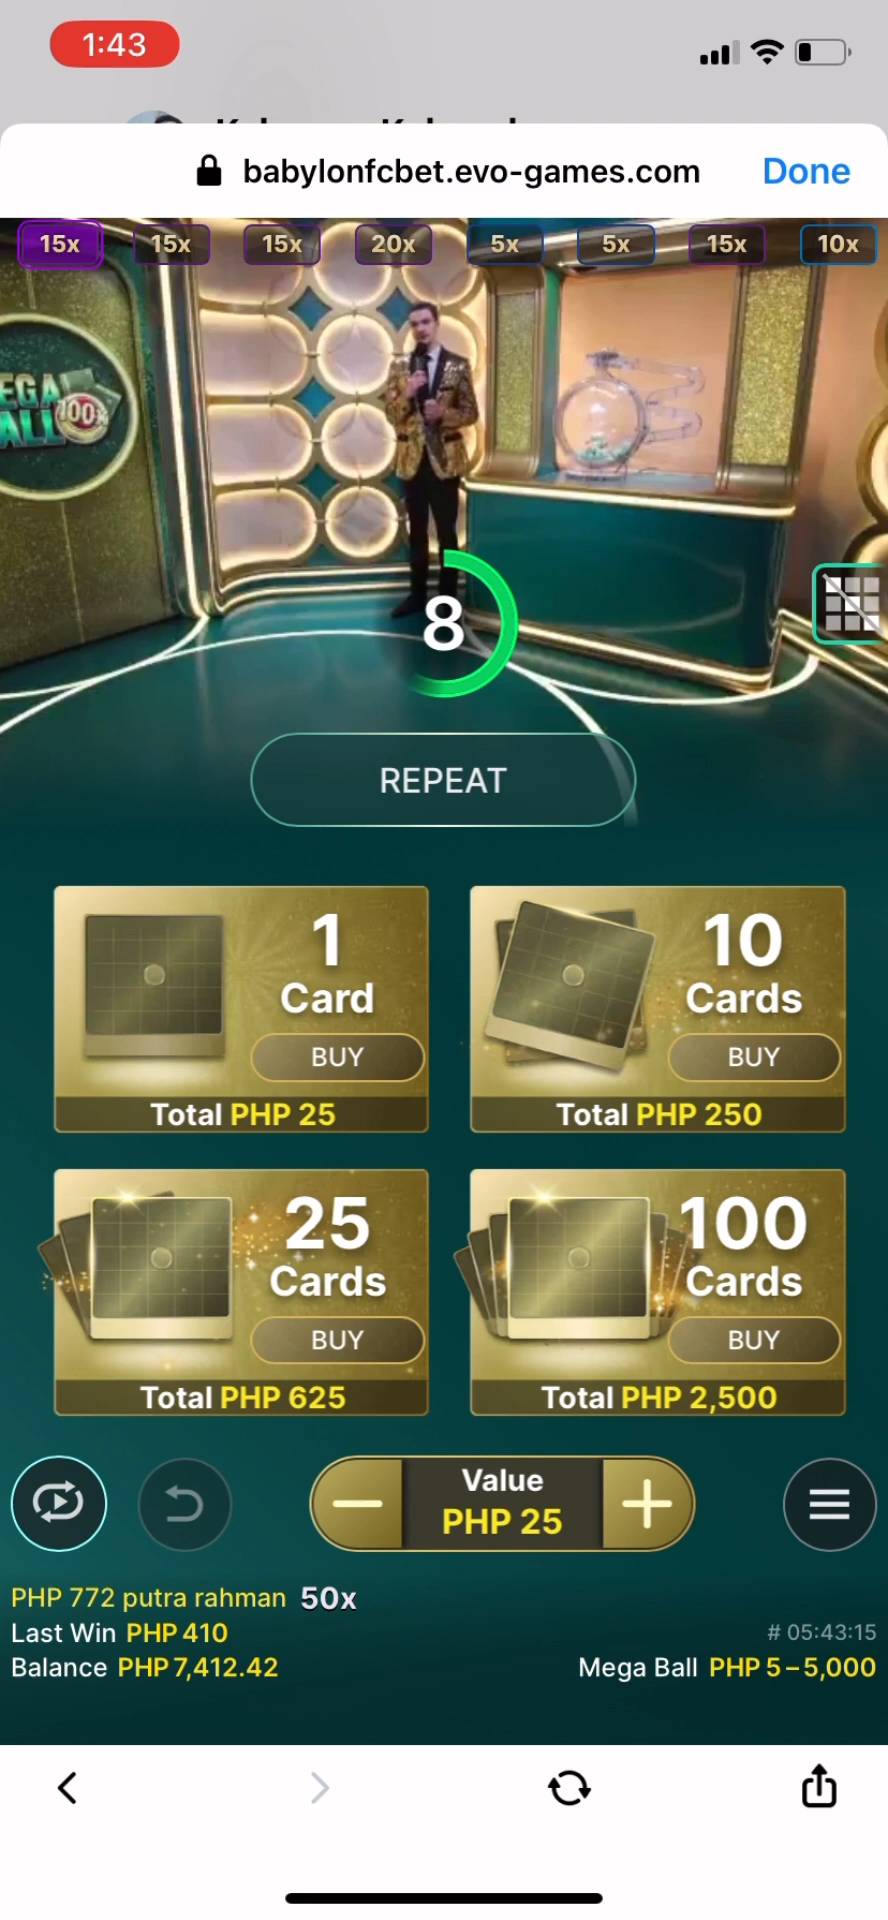 1:43
babylonfcbet.evo-games.com
Done
15x 15x 15x 20x 5x 5x 15x 10x
100x
8
REPEAT
1
Card
BUY
Total PHP 25
10
Cards
BUY
Total PHP 250
25
Cards
BUY
Total PHP 625
100
Cards
BUY
Total PHP 2,500
Value
PHP 25
PHP 772 putra rahman 50x
Last Win PHP 410
# 05:43:15
Balance PHP 7,412.42
Mega Ball PHP 5–5,000